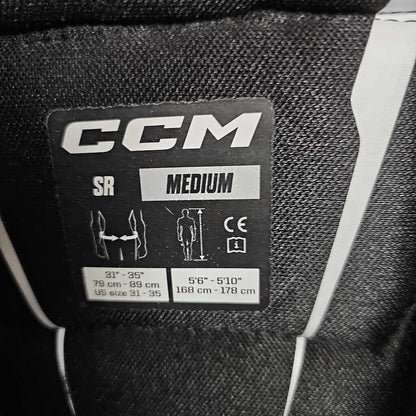 CCM
SR MEDIUM
CE
31" - 35" 5'6" - 5'10"
79 cm - 89 cm 168 cm - 178 cm
US size 31 - 35